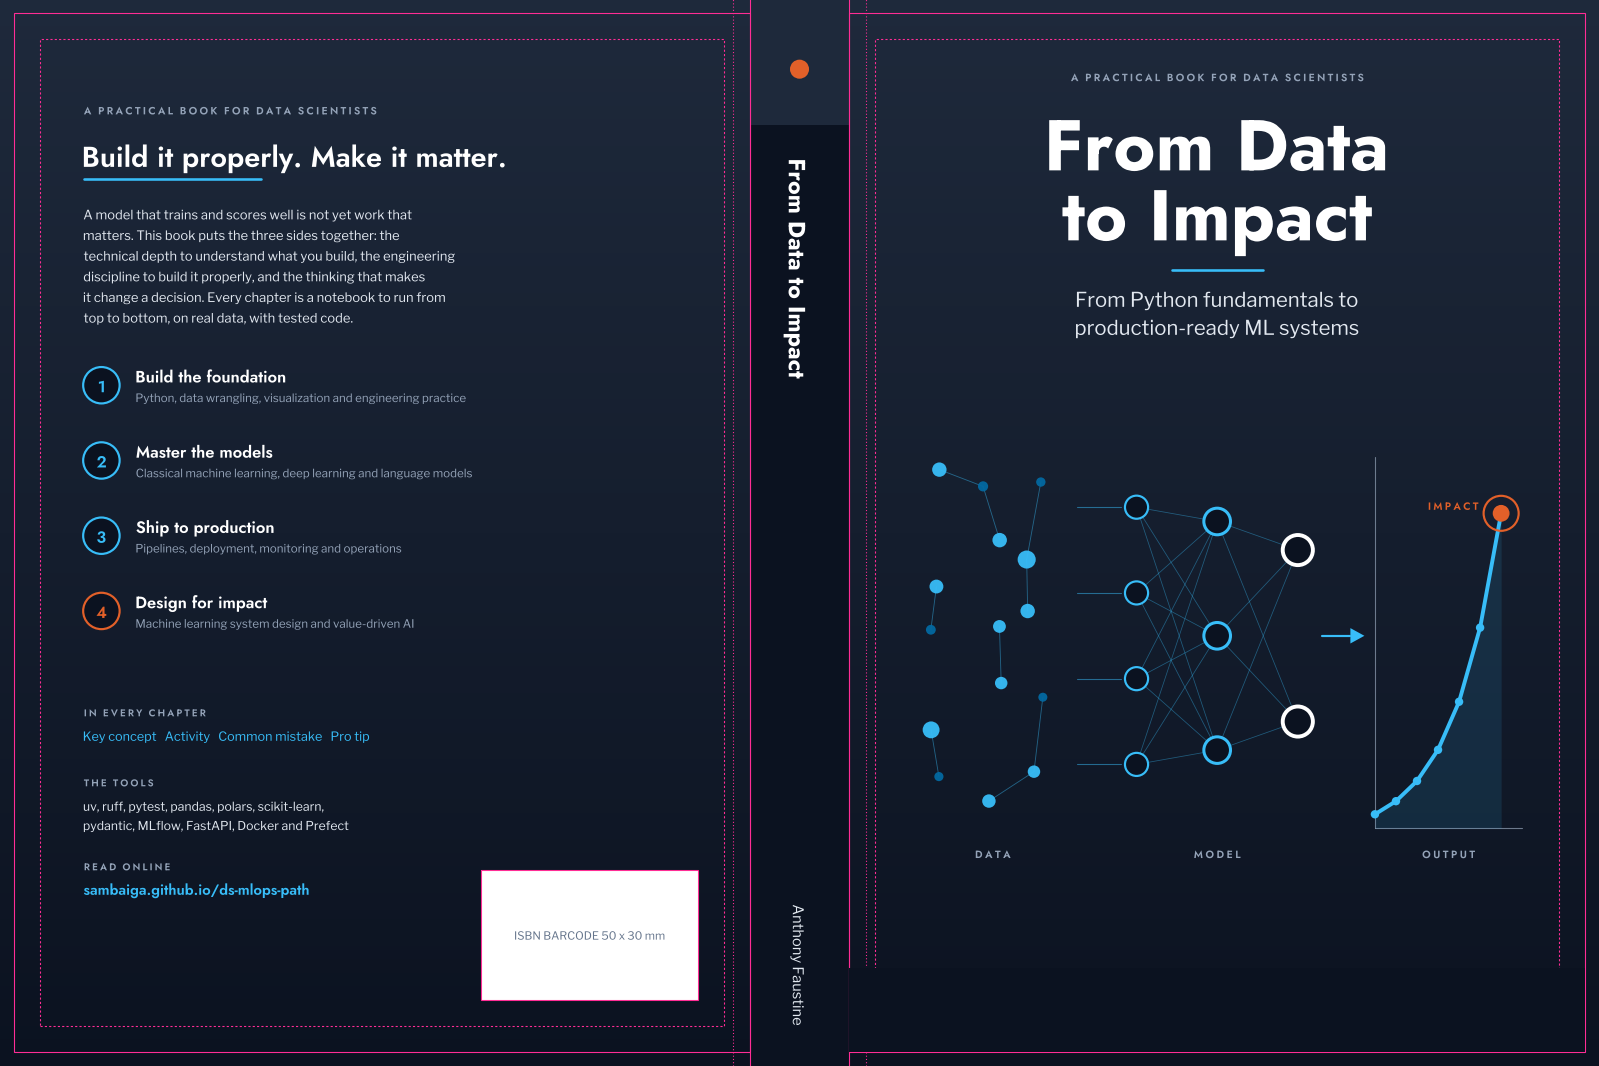 A PRACTICAL BOOK FOR DATA SCIENTISTS
Build it properly. Make it matter.
A model that trains and scores well is not yet work that
matters. This book puts the three sides together: the
technical depth to understand what you build, the engineering
discipline to build it properly, and the thinking that makes
it change a decision. Every chapter is a notebook to run from
top to bottom, on real data, with tested code.
1
Build the foundation
Python, data wrangling, visualization and engineering practice
2
Master the models
Classical machine learning, deep learning and language models
3
Ship to production
Pipelines, deployment, monitoring and operations
4
Design for impact
Machine learning system design and value-driven AI
IN EVERY CHAPTER
Key concept Activity Common mistake Pro tip
THE TOOLS
uv, ruff, pytest, pandas, polars, scikit-learn,
pydantic, MLflow, FastAPI, Docker and Prefect
READ ONLINE
sambaiga.github.io/ds-mlops-path
ISBN BARCODE 50 x 30 mm
From Data to Impact
Anthony Faustine
A PRACTICAL BOOK FOR DATA SCIENTISTS
From Data
to Impact
From Python fundamentals to
production-ready ML systems
IMPACT
DATA
MODEL
OUTPUT